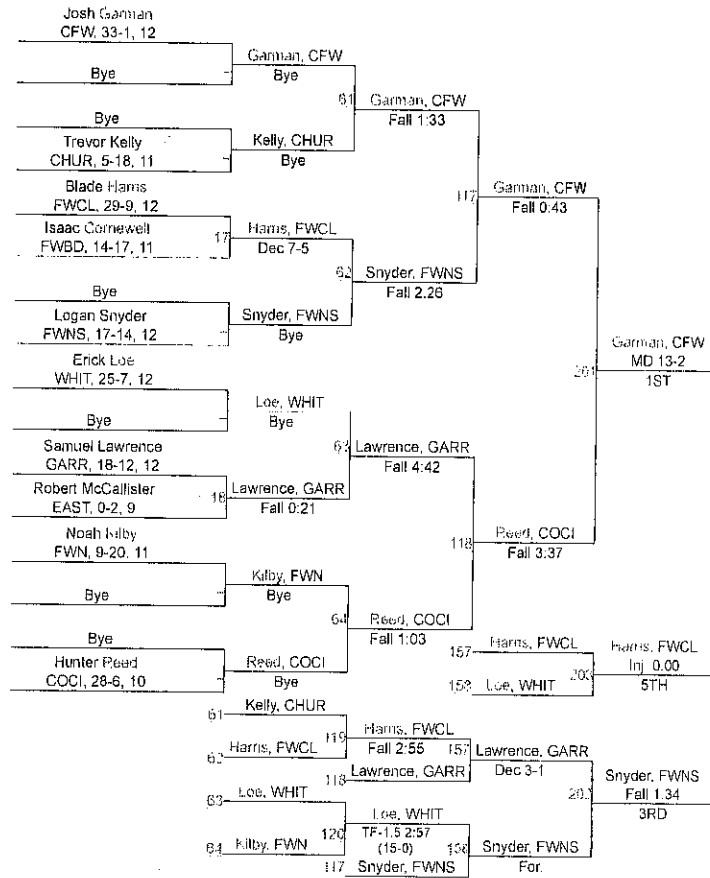 Josh Garman
CFW, 33-1, 12
Garman, CFW
Bye
Bye
61
Garman, CFW
Fall 1:33
Bye
Trevor Kelly
CHUR, 5-18, 11
Kelly, CHUR
Bye
Blade Harris
FWCL, 29-9, 12
117
Garman, CFW
Fall 0:43
Isaac Cornewell
FWBD, 14-17, 11
17
Harris, FWCL
Dec 7-5
62
Snyder, FWNS
Fall 2:26
Bye
Logan Snyder
FWNS, 17-14, 12
Snyder, FWNS
Bye
Garman, CFW
MD 13-2
1ST
Erick Loe
WHIT, 25-7, 12
Loe, WHIT
Bye
Bye
63
Lawrence, GARR
Fall 4:42
Samuel Lawrence
GARR, 18-12, 12
Robert McCallister
EAST, 0-2, 9
18
Lawrence, GARR
Fall 0:21
118
Reed, COCI
Fall 3:37
Noah Kilby
FWN, 9-20, 11
Kilby, FWN
Bye
Bye
64
Reed, COCI
Fall 1:03
Bye
Hunter Reed
COCI, 28-6, 10
Reed, COCI
Bye
157
Harris, FWCL
158
Loe, WHIT
203
Harris, FWCL
Inj 0:00
5TH
61
Kelly, CHUR
62
Harris, FWCL
119
Harris, FWCL
Fall 2:55
118
Lawrence, GARR
157
Lawrence, GARR
Dec 3-1
Snyder, FWNS
Fall 1:34
3RD
63
Loe, WHIT
64
Kilby, FWN
120
Loe, WHIT
TF-1.5 2:57
(15-0)
117
Snyder, FWNS
158
Snyder, FWNS
For.